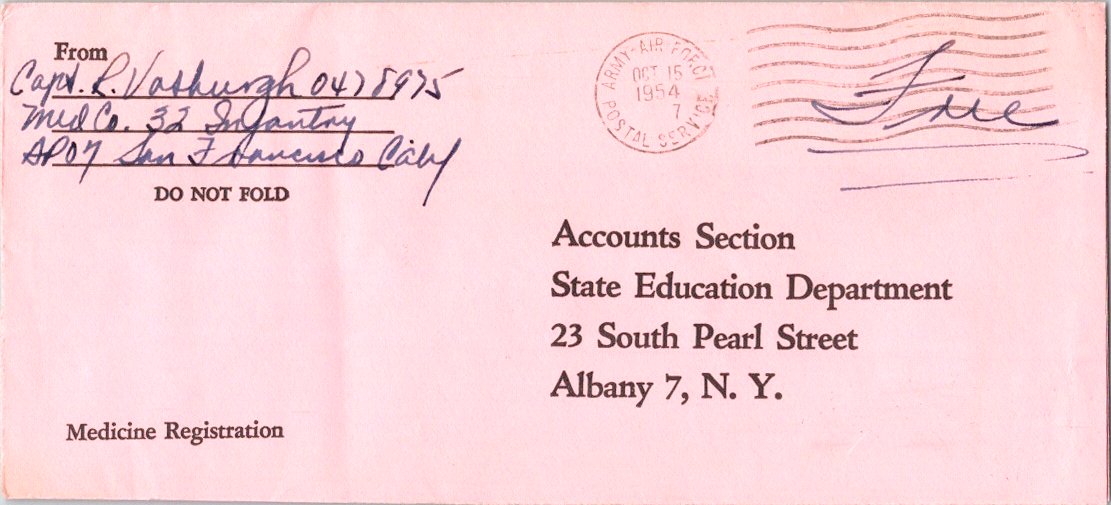 From
Capt. R. Vosburgh 0478975
Med Co. 32 Infantry
APO 7 San Francisco Calif
DO NOT FOLD
ARMY-AIR FORCE
POSTAL SERVICE
OCT 15
1954
7
Free
Accounts Section
State Education Department
23 South Pearl Street
Albany 7, N. Y.
Medicine Registration